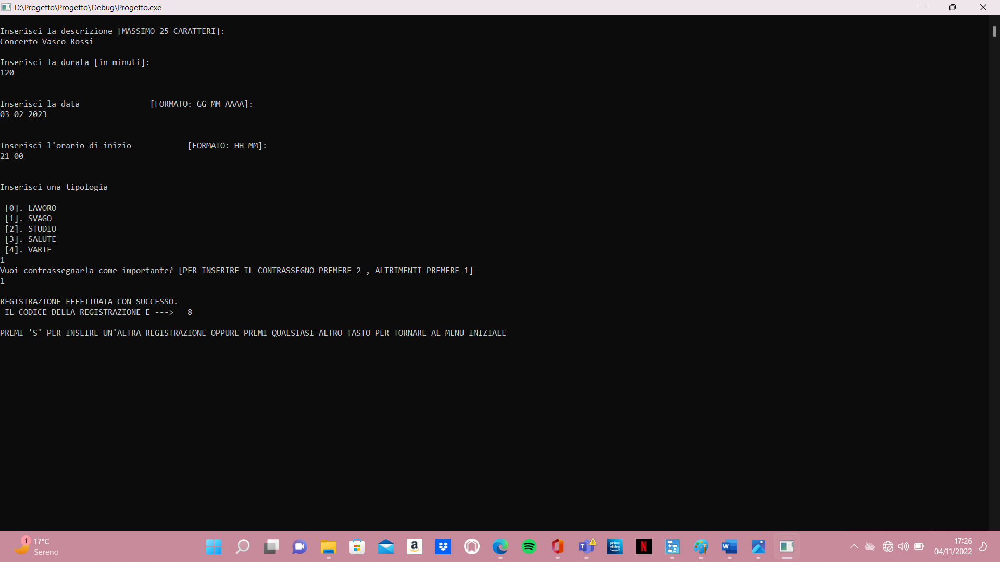 D:\Progetto\Progetto\Debug\Progetto.exe
Inserisci la descrizione [MASSIMO 25 CARATTERI]:
Concerto Vasco Rossi
Inserisci la durata [in minuti]:
120
Inserisci la data [FORMATO: GG MM AAAA]:
03 02 2023
Inserisci l'orario di inizio [FORMATO: HH MM]:
21 00
Inserisci una tipologia
[0]. LAVORO
[1]. SVAGO
[2]. STUDIO
[3]. SALUTE
[4]. VARIE
1
Vuoi contrassegnarla come importante? [PER INSERIRE IL CONTRASSEGNO PREMERE 2 , ALTRIMENTI PREMERE 1]
1
REGISTRAZIONE EFFETTUATA CON SUCCESSO.
IL CODICE DELLA REGISTRAZIONE E ---> 8
PREMI 'S' PER INSEIRE UN'ALTRA REGISTRAZIONE OPPURE PREMI QUALSIASI ALTRO TASTO PER TORNARE AL MENU INIZIALE
1
17°C
Sereno
a
T
prime video
N
W
17:26
04/11/2022